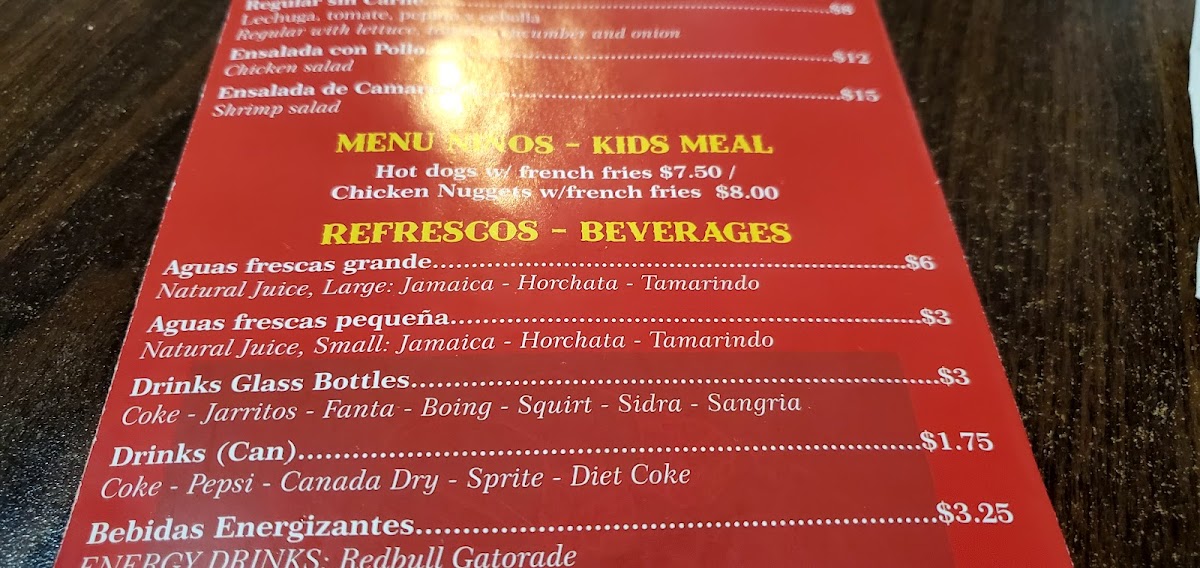 Regular sin Carne..........$8
Lechuga, tomate, pepino y cebolla
Regular with lettuce, cucumber and onion
Ensalada con Pollo..........$12
Chicken salad
Ensalada de ..........$15
Shrimp salad
MENU NIÑOS - KIDS MEAL
Hot dogs w/ french fries $7.50 /
Chicken Nuggets w/french fries $8.00
REFRESCOS - BEVERAGES
Aguas frescas grande..........$6
Natural Juice, Large: Jamaica - Horchata - Tamarindo
Aguas frescas pequeña..........$3
Natural Juice, Small: Jamaica - Horchata - Tamarindo
Drinks Glass Bottles..........$3
Coke - Jarritos - Fanta - Boing - Squirt - Sidra - Sangria
Drinks (Can)..........$1.75
Coke - Pepsi - Canada Dry - Sprite - Diet Coke
Bebidas Energizantes..........$3.25
ENERGY DRINKS: Redbull Gatorade